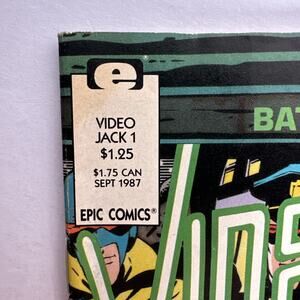 e
VIDEO
JACK 1
$1.25
$1.75 CAN
SEPT 1987
EPIC COMICS®
BAT